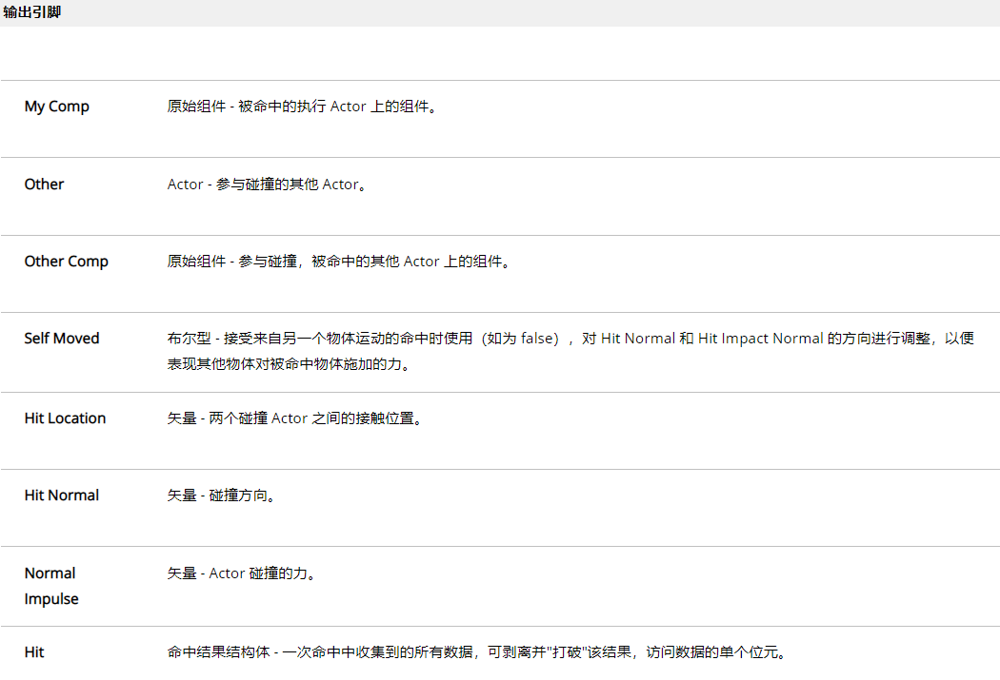 输出引脚
My Comp 原始组件 - 被命中的执行 Actor 上的组件。
Other Actor - 参与碰撞的其他 Actor。
Other Comp 原始组件 - 参与碰撞，被命中的其他 Actor 上的组件。
Self Moved 布尔型 - 接受来自另一个物体运动的命中时使用（如为 false），对 Hit Normal 和 Hit Impact Normal 的方向进行调整，以便
表现其他物体对被命中物体施加的力。
Hit Location 矢量 - 两个碰撞 Actor 之间的接触位置。
Hit Normal 矢量 - 碰撞方向。
Normal 矢量 - Actor 碰撞的力。
Impulse
Hit 命中结果结构体 - 一次命中中收集到的所有数据，可剥离并"打破"该结果，访问数据的单个位元。